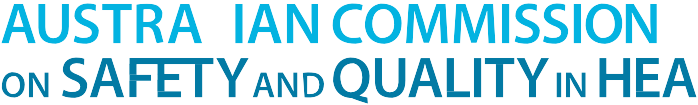 AUSTRA IAN COMMISSION
ON SAFETY AND QUALITY IN HEA